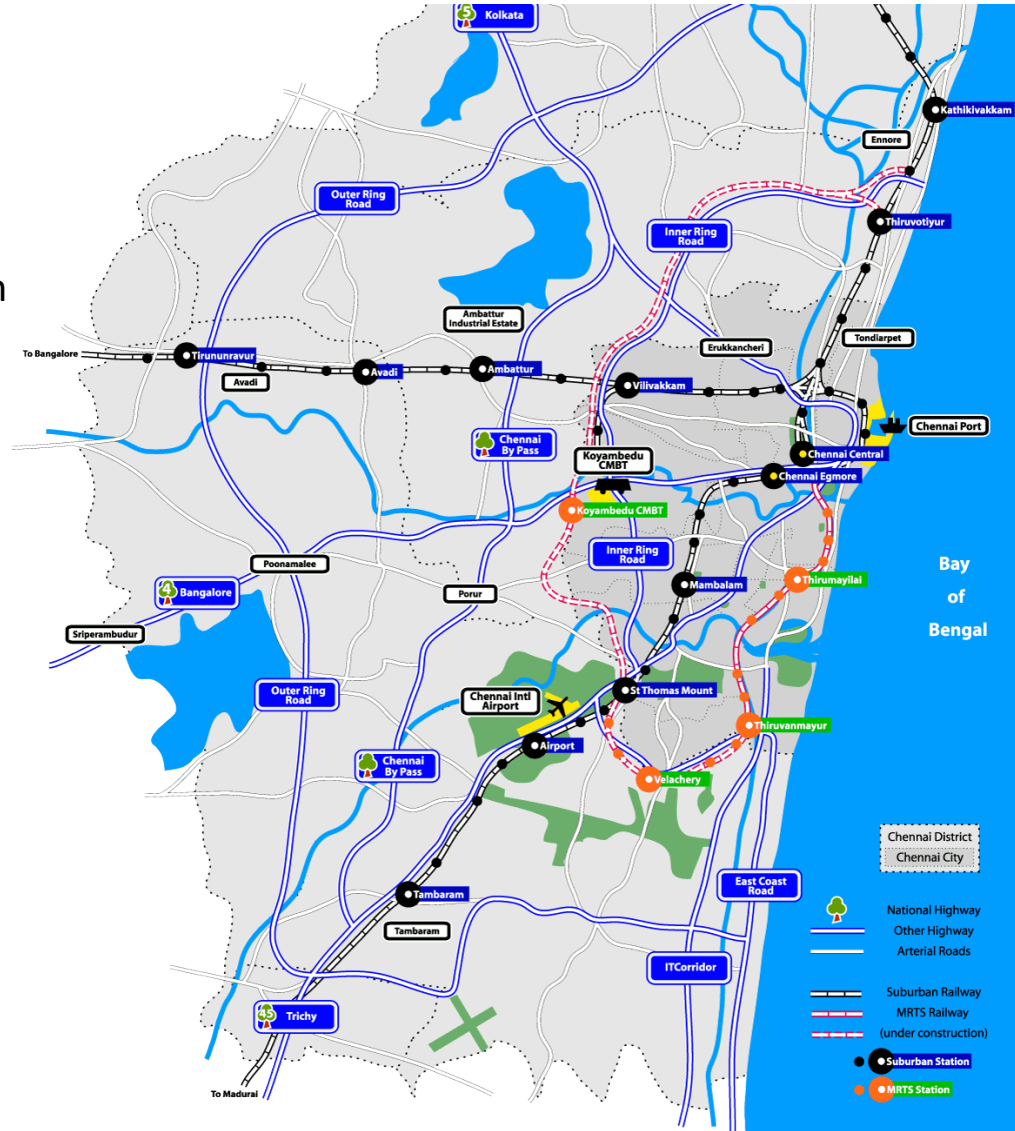 5 Kolkata
Kathikivakkam
Ennore
Outer Ring
Road
Thiruvotiyur
Inner Ring
Road
n
Ambattur
Industrial Estate
Tondiarpet
Erukkancheri
To Bangalore
Tirununravur
Avadi
Avadi
Ambattur
Vilivakkam
Chennai Port
Chennai
By Pass
Koyambedu
CMBT
Chennai Central
Chennai Egmore
Koyambedu CMBT
Inner Ring
Road
Poonamalee
Bay
of
Bengal
Mambalam
Thirumayilai
4 Bangalore
Porur
Sriperambudur
Outer Ring
Road
Chennai Intl
Airport
St Thomas Mount
Thiruvanmayur
Airport
Chennai
By Pass
Velachery
Chennai District
Chennai City
East Coast
Road
Tambaram
Tambaram
National Highway
Other Highway
Arterial Roads
ITCorridor
Suburban Railway
MRTS Railway
(under construction)
45 Trichy
Suburban Station
MRTS Station
To Madurai